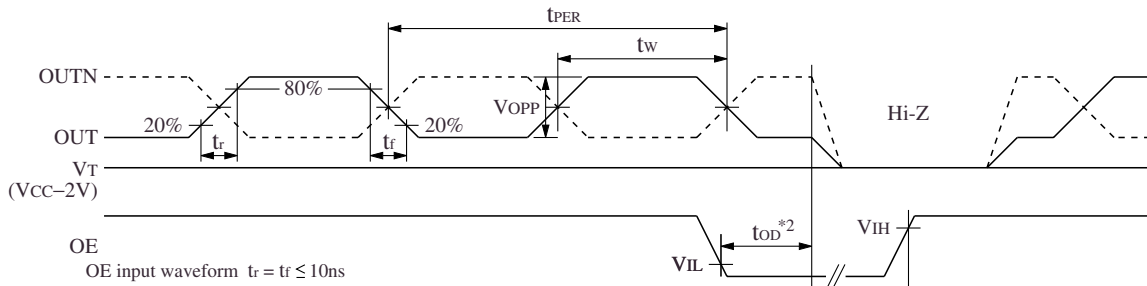 tPER
tW
OUTN
80%
VOPP
Hi-Z
20%
20%
OUT
tr
tf
VT
(VCC−2V)
tOD*2
VIH
OE
VIL
OE input waveform tr = tf ≤ 10ns